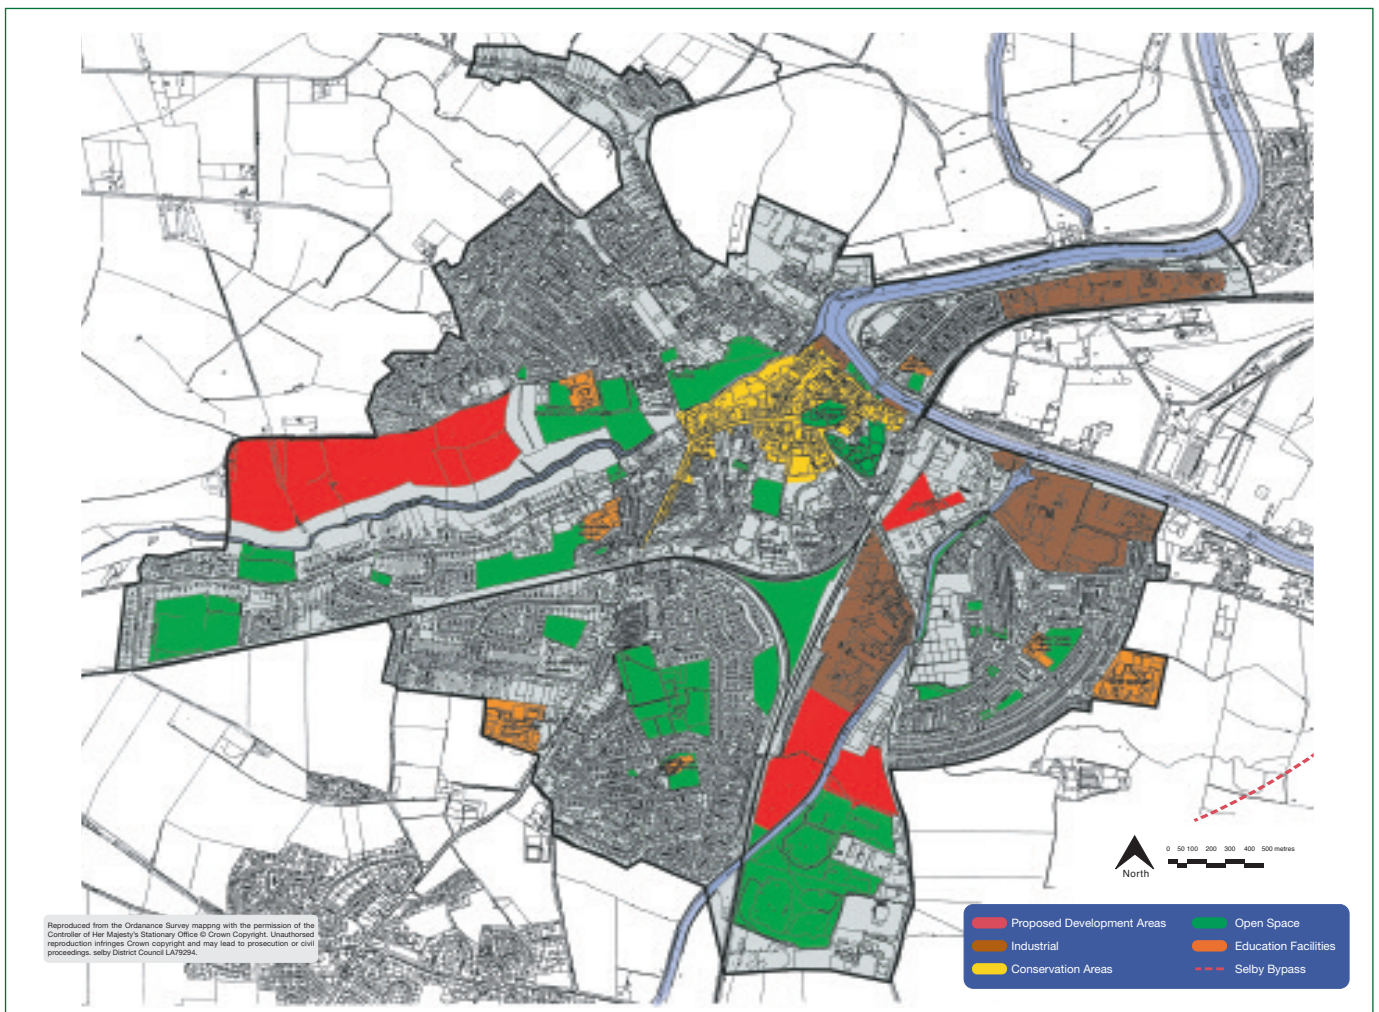 0 50 100 200 300 400 500 metres
North
Proposed Development Areas
Industrial
Conservation Areas
Open Space
Education Facilities
Selby Bypass
Reproduced from the Ordanance Survey mappng with the permission of the
Controller of Her Majesty's Stationary Office © Crown Copyright. Unauthorsed
reproduction infringes Crown copyright and may lead to prosecution or civil
proceedings. selby District Council LA79294.